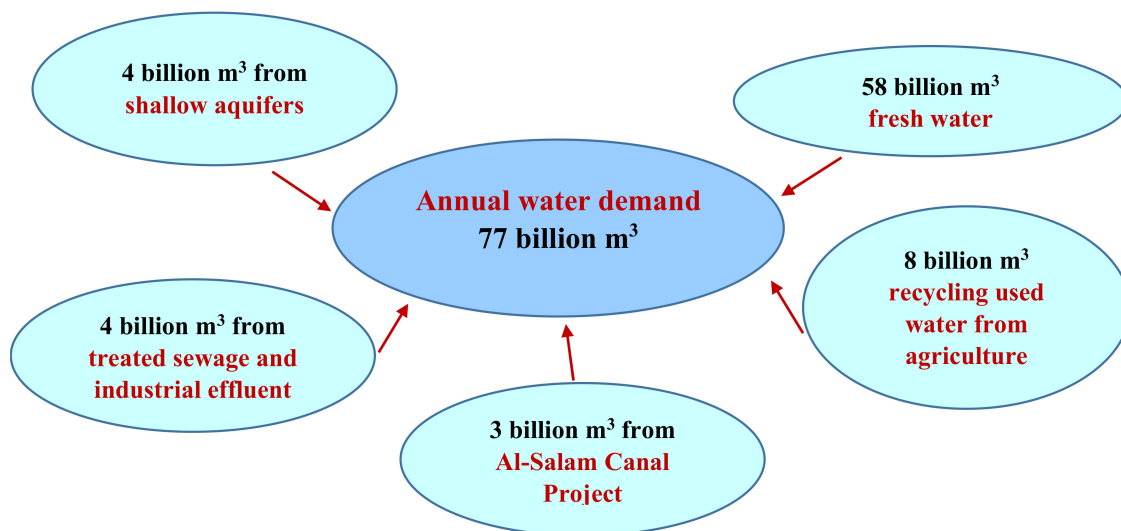 4 billion m³ from
shallow aquifers
58 billion m³
fresh water
Annual water demand
77 billion m³
8 billion m³
recycling used
water from
agriculture
4 billion m³ from
treated sewage and
industrial effluent
3 billion m³ from
Al-Salam Canal
Project